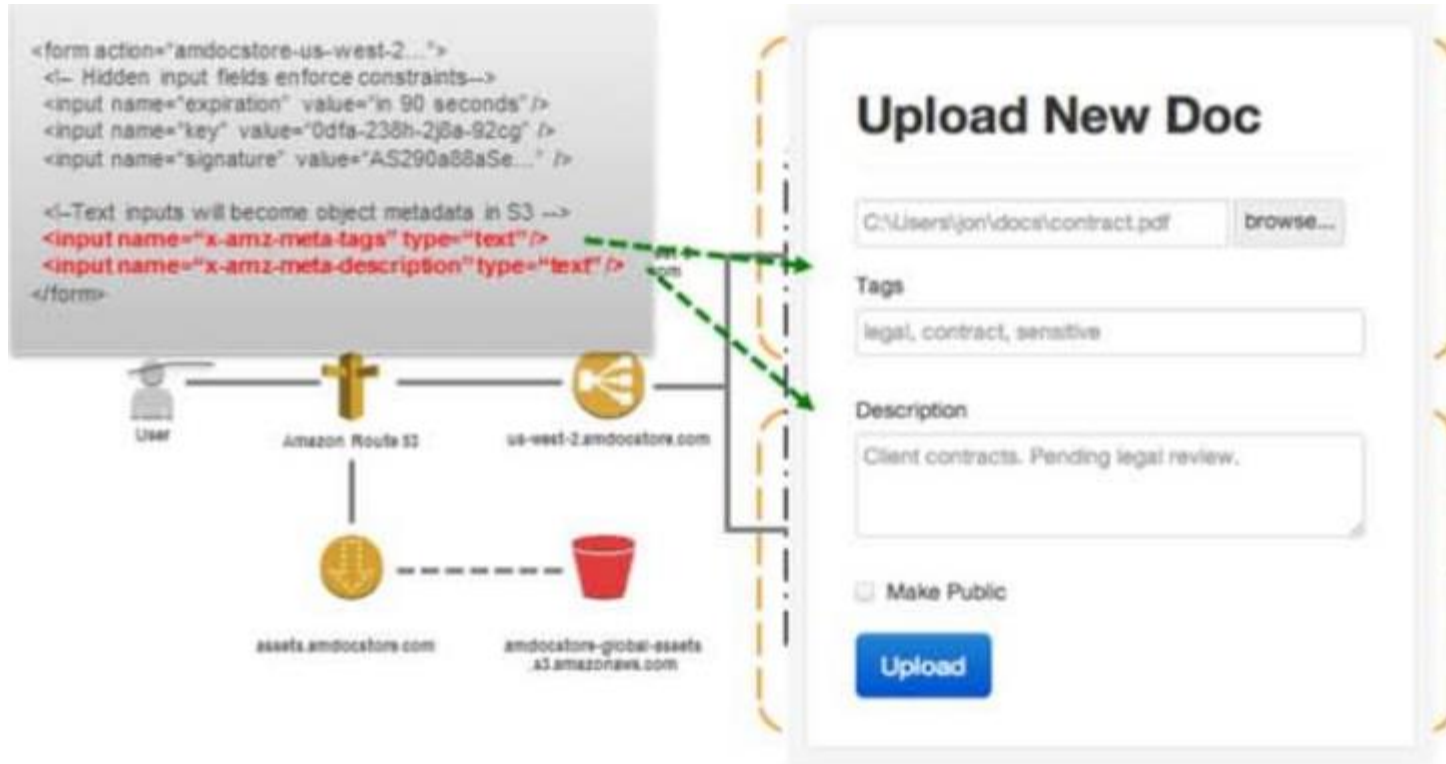 <form action="amdocstore-us-west-2...">
<!-- Hidden input fields enforce constraints-->
<input name="expiration" value="in 90 seconds" />
<input name="key" value="0dfa-238h-2j8a-92cg" />
<input name="signature" value="AS290a88aSe..." />
<!--Text inputs will become object metadata in S3 -->
<input name="x-amz-meta-tags" type="text"/>
<input name="x-amz-meta-description" type="text"/>
</form>
User
Amazon Route 53
us-west-2.amdocstore.com
assets.amdocstore.com
amdocstore-global-assets
.s3.amazonaws.com
Upload New Doc
C:\Users\jon\docs\contract.pdf
browse...
Tags
legal, contract, sensitive
Description
Client contracts. Pending legal review.
Make Public
Upload